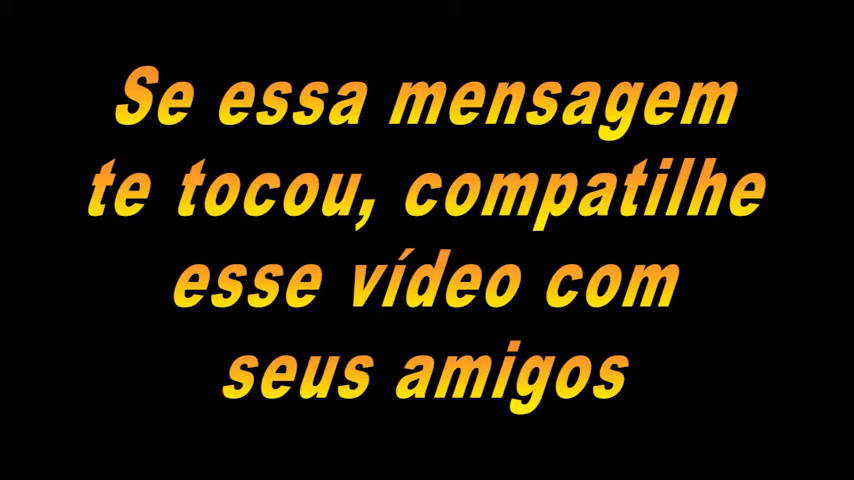 Se essa mensagem
te tocou, compatilhe
esse vídeo com
seus amigos